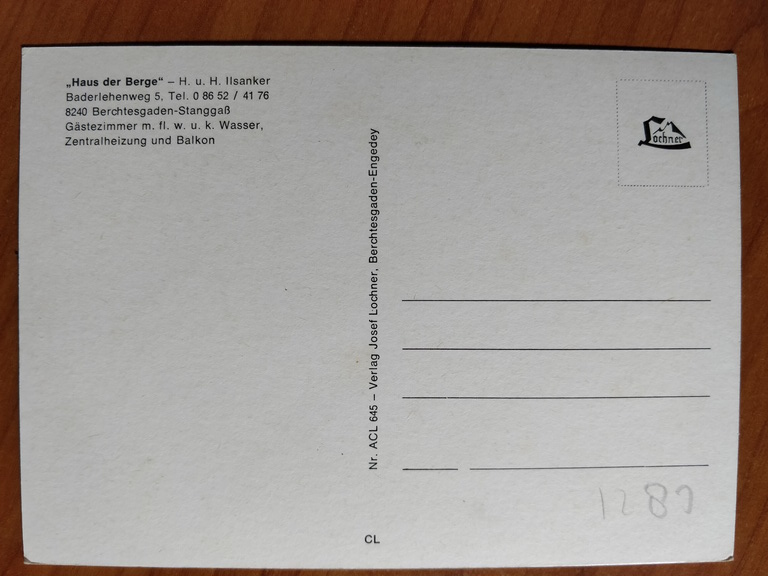 „Haus der Berge“ – H. u. H. Ilsanker
Baderlehenweg 5, Tel. 0 86 52 / 41 76
8240 Berchtesgaden-Stanggaß
Gästezimmer m. fl. w. u. k. Wasser,
Zentralheizung und Balkon
Nr. ACL 645 – Verlag Josef Lochner, Berchtesgaden-Engedey
Lochner
CL